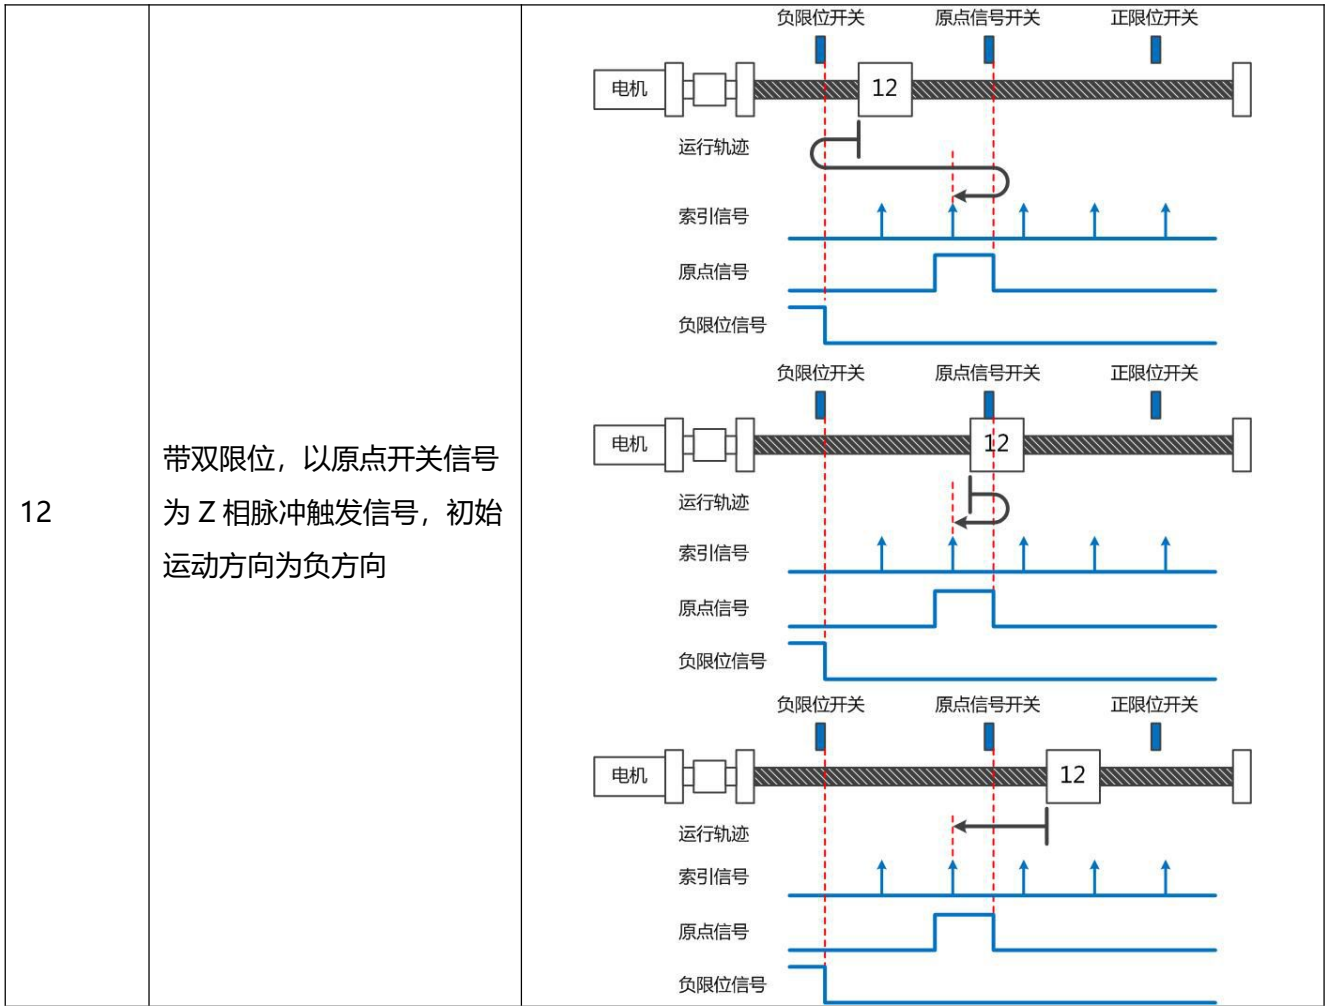 负限位开关 原点信号开关 正限位开关
电机 12
运行轨迹
索引信号
原点信号
负限位信号
负限位开关 原点信号开关 正限位开关
电机 12
运行轨迹
索引信号
原点信号
负限位信号
12
带双限位，以原点开关信号
为 Z 相脉冲触发信号，初始
运动方向为负方向
负限位开关 原点信号开关 正限位开关
电机 12
运行轨迹
索引信号
原点信号
负限位信号